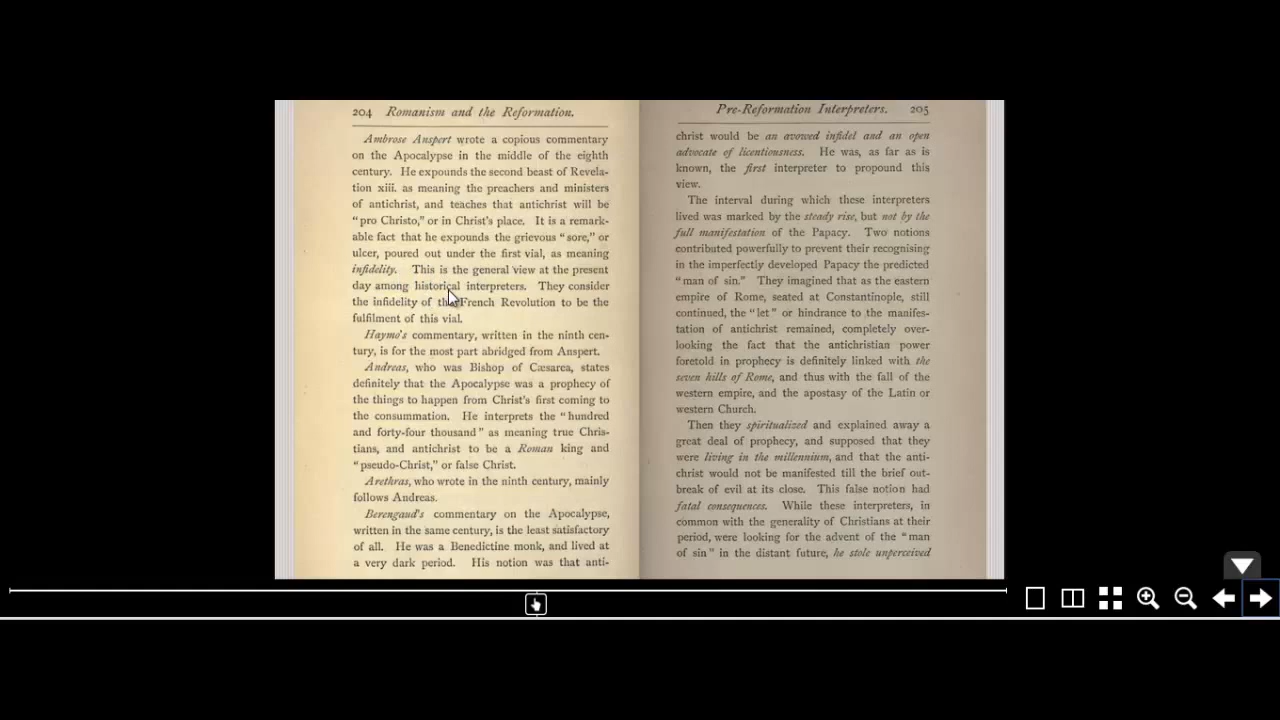 204 Romanism and the Reformation.
Ambrose Anspert wrote a copious commentary
on the Apocalypse in the middle of the eighth
century. He expounds the second beast of Revela-
tion xiii. as meaning the preachers and ministers
of antichrist, and teaches that antichrist will be
“pro Christo,” or in Christ's place. It is a remark-
able fact that he expounds the grievous “sore,” or
ulcer, poured out under the first vial, as meaning
infidelity. This is the general view at the present
day among historical interpreters. They consider
the infidelity of the French Revolution to be the
fulfilment of this vial.
Haymo's commentary, written in the ninth cen-
tury, is for the most part abridged from Anspert.
Andreas, who was Bishop of Cæsarea, states
definitely that the Apocalypse was a prophecy of
the things to happen from Christ's first coming to
the consummation. He interprets the “hundred
and forty-four thousand” as meaning true Chris-
tians, and antichrist to be a Roman king and
“pseudo-Christ,” or false Christ.
Arethras, who wrote in the ninth century, mainly
follows Andreas.
Berengaud's commentary on the Apocalypse,
written in the same century, is the least satisfactory
of all. He was a Benedictine monk, and lived at
a very dark period. His notion was that anti-
Pre-Reformation Interpreters. 205
christ would be an avowed infidel and an open
advocate of licentiousness. He was, as far as is
known, the first interpreter to propound this
view.
The interval during which these interpreters
lived was marked by the steady rise, but not by the
full manifestation of the Papacy. Two notions
contributed powerfully to prevent their recognising
in the imperfectly developed Papacy the predicted
“man of sin.” They imagined that as the eastern
empire of Rome, seated at Constantinople, still
continued, the “let” or hindrance to the manifes-
tation of antichrist remained, completely over-
looking the fact that the antichristian power
foretold in prophecy is definitely linked with the
seven hills of Rome, and thus with the fall of the
western empire, and the apostasy of the Latin or
western Church.
Then they spiritualized and explained away a
great deal of prophecy, and supposed that they
were living in the millennium, and that the anti-
christ would not be manifested till the brief out-
break of evil at its close. This false notion had
fatal consequences. While these interpreters, in
common with the generality of Christians at their
period, were looking for the advent of the “man
of sin” in the distant future, he stole unperceived